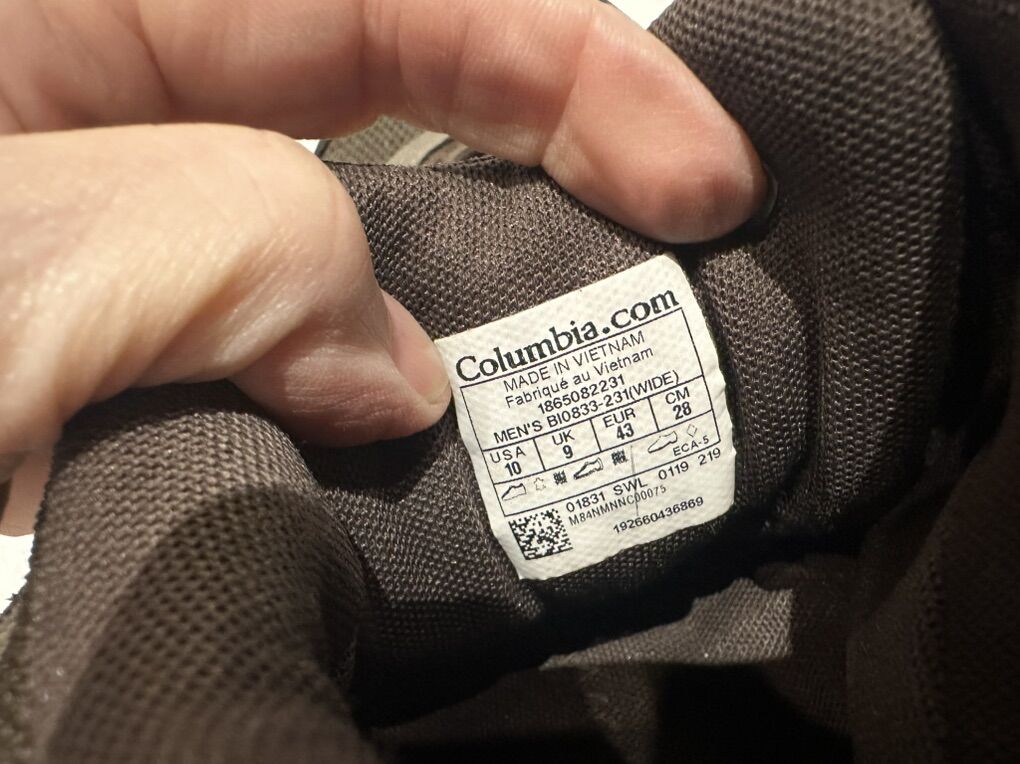 Columbia.com
MADE IN VIETNAM
Fabriqué au Vietnam
1865082231
MEN'S BI0833-231(WIDE)
USA UK EUR CM
10 9 43 28
ECA-5
01831 SWL 0119 219
M84NMNNC00075
192660436869